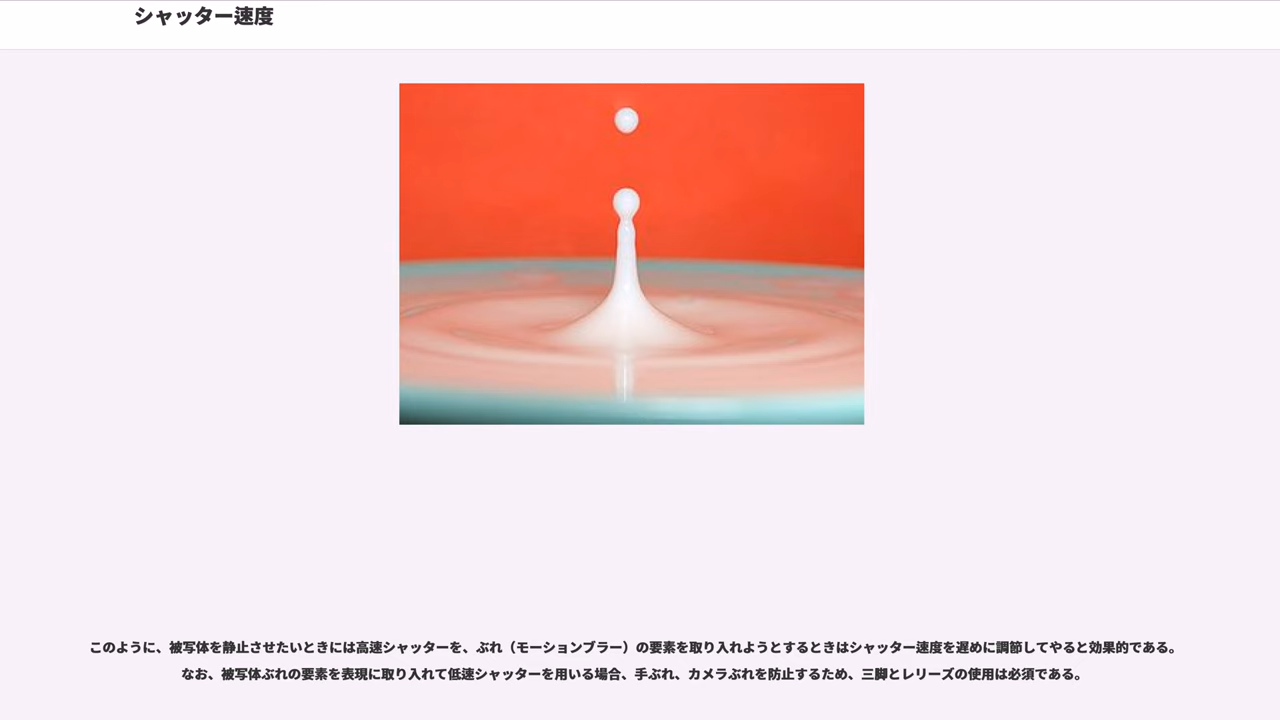 シャッター速度
このように、被写体を静止させたいときには高速シャッターを、ぶれ（モーションブラー）の要素を取り入れようとするときはシャッター速度を遅めに調節してやると効果的である。
なお、被写体ぶれの要素を表現に取り入れて低速シャッターを用いる場合、手ぶれ、カメラぶれを防止するため、三脚とレリーズの使用は必須である。